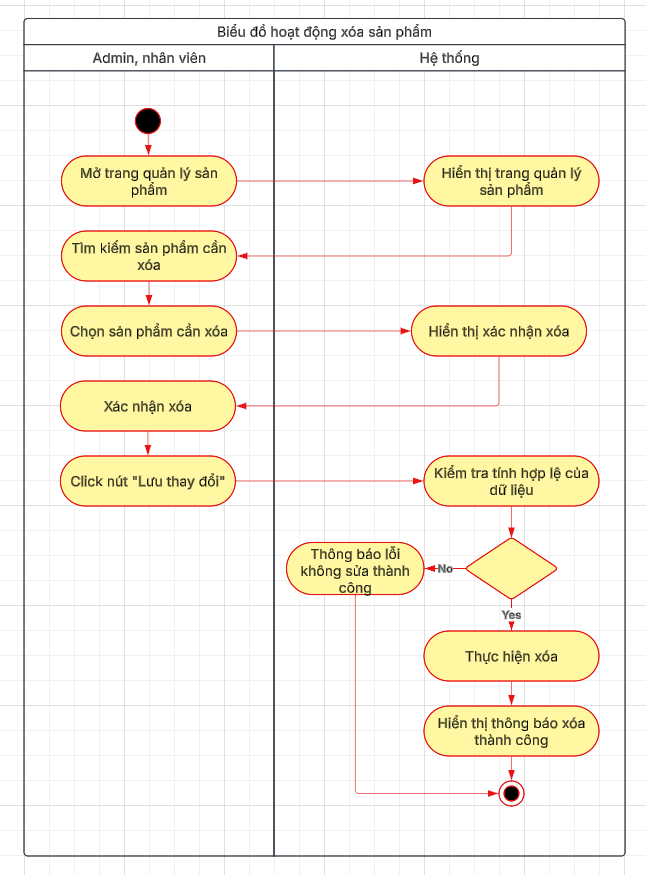 Biểu đồ hoạt động xóa sản phẩm
Admin, nhân viên
Hệ thống
Mở trang quản lý sản
phẩm
Hiển thị trang quản lý
sản phẩm
Tìm kiếm sản phẩm cần
xóa
Chọn sản phẩm cần xóa
Hiển thị xác nhận xóa
Xác nhận xóa
Click nút "Lưu thay đổi"
Kiểm tra tính hợp lệ của
dữ liệu
Thông báo lỗi
không sửa thành
công
No
Yes
Thực hiện xóa
Hiển thị thông báo xóa
thành công